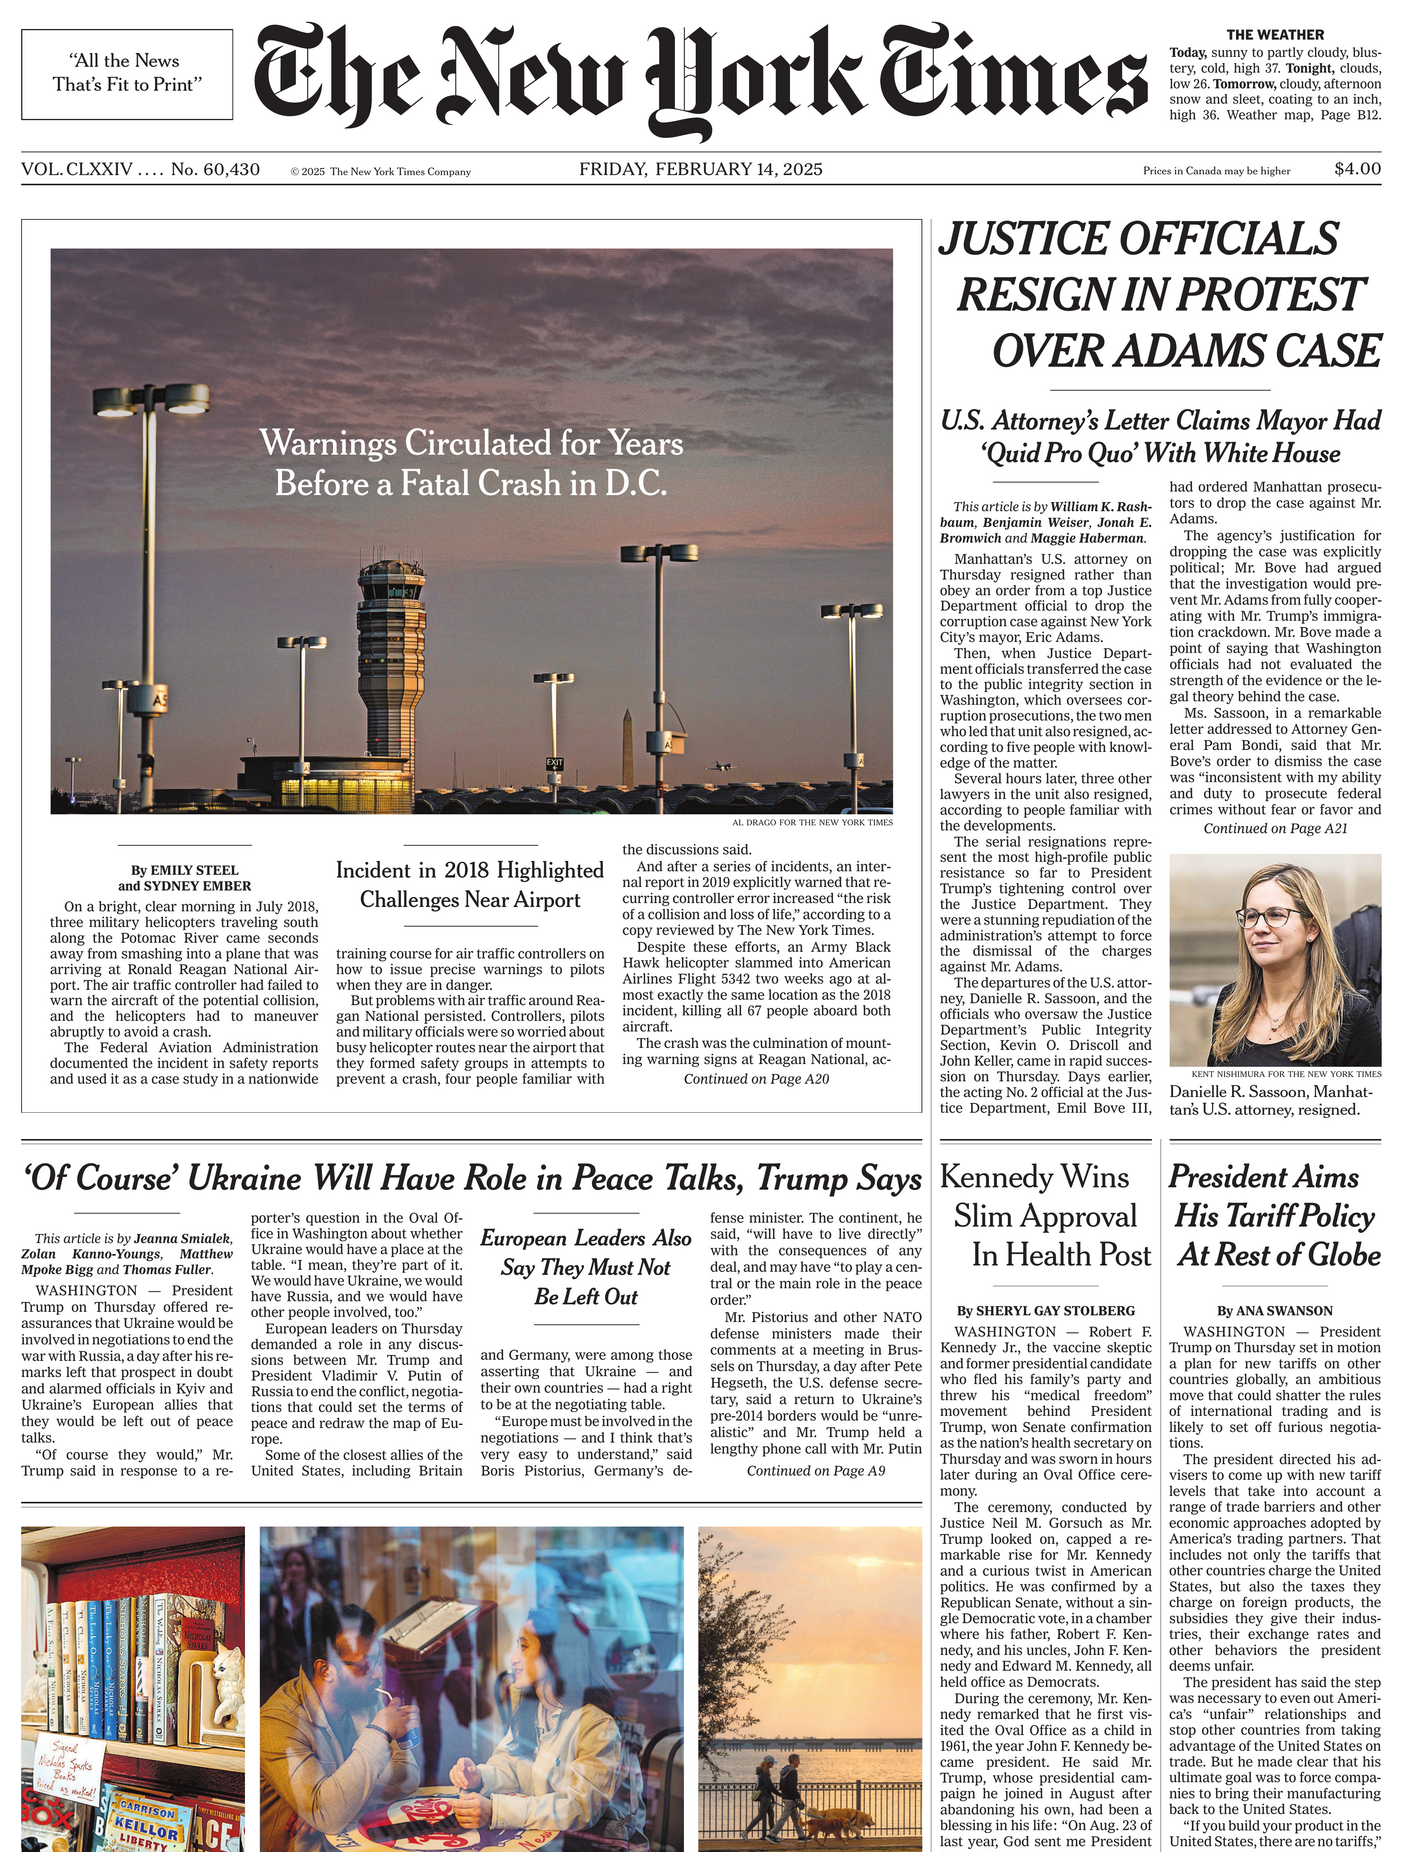 “All the News
That’s Fit to Print”
The New York Times
THE WEATHER
Today, sunny to partly cloudy, blus-
tery, cold, high 37. Tonight, clouds,
low 26. Tomorrow, cloudy, afternoon
snow and sleet, coating to an inch,
high 36. Weather map, Page B12.
VOL. CLXXIV .... No. 60,430
© 2025 The New York Times Company
FRIDAY, FEBRUARY 14, 2025
Prices in Canada may be higher
$4.00
Warnings Circulated for Years
Before a Fatal Crash in D.C.
A5
EXIT
AL DRAGO FOR THE NEW YORK TIMES
By EMILY STEEL
and SYDNEY EMBER
On a bright, clear morning in July 2018,
three military helicopters traveling south
along the Potomac River came seconds
away from smashing into a plane that was
arriving at Ronald Reagan National Air-
port. The air traffic controller had failed to
warn the aircraft of the potential collision,
and the helicopters had to maneuver
abruptly to avoid a crash.
The Federal Aviation Administration
documented the incident in safety reports
and used it as a case study in a nationwide
Incident in 2018 Highlighted
Challenges Near Airport
training course for air traffic controllers on
how to issue precise warnings to pilots
when they are in danger.
But problems with air traffic around Rea-
gan National persisted. Controllers, pilots
and military officials were so worried about
busy helicopter routes near the airport that
they formed safety groups in attempts to
prevent a crash, four people familiar with
the discussions said.
And after a series of incidents, an inter-
nal report in 2019 explicitly warned that re-
curring controller error increased “the risk
of a collision and loss of life,” according to a
copy reviewed by The New York Times.
Despite these efforts, an Army Black
Hawk helicopter slammed into American
Airlines Flight 5342 two weeks ago at al-
most exactly the same location as the 2018
incident, killing all 67 people aboard both
aircraft.
The crash was the culmination of mount-
ing warning signs at Reagan National, ac-
Continued on Page A20
JUSTICE OFFICIALS
RESIGN IN PROTEST
OVER ADAMS CASE
U.S. Attorney’s Letter Claims Mayor Had
‘Quid Pro Quo’ With White House
This article is by William K. Rash-
baum, Benjamin Weiser, Jonah E.
Bromwich and Maggie Haberman.
Manhattan’s U.S. attorney on
Thursday resigned rather than
obey an order from a top Justice
Department official to drop the
corruption case against New York
City’s mayor, Eric Adams.
Then, when Justice Depart-
ment officials transferred the case
to the public integrity section in
Washington, which oversees cor-
ruption prosecutions, the two men
who led that unit also resigned, ac-
cording to five people with knowl-
edge of the matter.
Several hours later, three other
lawyers in the unit also resigned,
according to people familiar with
the developments.
The serial resignations repre-
sent the most high-profile public
resistance so far to President
Trump’s tightening control over
the Justice Department. They
were a stunning repudiation of the
administration’s attempt to force
the dismissal of the charges
against Mr. Adams.
The departures of the U.S. attor-
ney, Danielle R. Sassoon, and the
officials who oversaw the Justice
Department’s Public Integrity
Section, Kevin O. Driscoll and
John Keller, came in rapid succes-
sion on Thursday. Days earlier,
the acting No. 2 official at the Jus-
tice Department, Emil Bove III,
had ordered Manhattan prosecu-
tors to drop the case against Mr.
Adams.
The agency’s justification for
dropping the case was explicitly
political; Mr. Bove had argued
that the investigation would pre-
vent Mr. Adams from fully cooper-
ating with Mr. Trump’s immigra-
tion crackdown. Mr. Bove made a
point of saying that Washington
officials had not evaluated the
strength of the evidence or the le-
gal theory behind the case.
Ms. Sassoon, in a remarkable
letter addressed to Attorney Gen-
eral Pam Bondi, said that Mr.
Bove’s order to dismiss the case
was “inconsistent with my ability
and duty to prosecute federal
crimes without fear or favor and
Continued on Page A21
KENT NISHIMURA FOR THE NEW YORK TIMES
Danielle R. Sassoon, Manhat-
tan’s U.S. attorney, resigned.
‘Of Course’ Ukraine Will Have Role in Peace Talks, Trump Says
This article is by Jeanna Smialek,
Zolan Kanno-Youngs, Matthew
Mpoke Bigg and Thomas Fuller.
WASHINGTON — President
Trump on Thursday offered re-
assurances that Ukraine would be
involved in negotiations to end the
war with Russia, a day after his re-
marks left that prospect in doubt
and alarmed officials in Kyiv and
Ukraine’s European allies that
they would be left out of peace
talks.
“Of course they would,” Mr.
Trump said in response to a re-
porter’s question in the Oval Of-
fice in Washington about whether
Ukraine would have a place at the
table. “I mean, they’re part of it.
We would have Ukraine, we would
have Russia, and we would have
other people involved, too.”
European leaders on Thursday
demanded a role in any discus-
sions between Mr. Trump and
President Vladimir V. Putin of
Russia to end the conflict, negotia-
tions that could set the terms of
peace and redraw the map of Eu-
rope.
Some of the closest allies of the
United States, including Britain
European Leaders Also
Say They Must Not
Be Left Out
and Germany, were among those
asserting that Ukraine — and
their own countries — had a right
to be at the negotiating table.
“Europe must be involved in the
negotiations — and I think that’s
very easy to understand,” said
Boris Pistorius, Germany’s de-
fense minister. The continent, he
said, “will have to live directly”
with the consequences of any
deal, and may have “to play a cen-
tral or the main role in the peace
order.”
Mr. Pistorius and other NATO
defense ministers made their
comments at a meeting in Brus-
sels on Thursday, a day after Pete
Hegseth, the U.S. defense secre-
tary, said a return to Ukraine’s
pre-2014 borders would be “unre-
alistic” and Mr. Trump held a
lengthy phone call with Mr. Putin
Continued on Page A9
Kennedy Wins
Slim Approval
In Health Post
By SHERYL GAY STOLBERG
WASHINGTON — Robert F.
Kennedy Jr., the vaccine skeptic
and former presidential candidate
who fled his family’s party and
threw his “medical freedom”
movement behind President
Trump, won Senate confirmation
as the nation’s health secretary on
Thursday and was sworn in hours
later during an Oval Office cere-
mony.
The ceremony, conducted by
Justice Neil M. Gorsuch as Mr.
Trump looked on, capped a re-
markable rise for Mr. Kennedy
and a curious twist in American
politics. He was confirmed by a
Republican Senate, without a sin-
gle Democratic vote, in a chamber
where his father, Robert F. Ken-
nedy, and his uncles, John F. Ken-
nedy and Edward M. Kennedy, all
held office as Democrats.
During the ceremony, Mr. Ken-
nedy remarked that he first vis-
ited the Oval Office as a child in
1961, the year John F. Kennedy be-
came president. He said Mr.
Trump, whose presidential cam-
paign he joined in August after
abandoning his own, had been a
blessing in his life: “On Aug. 23 of
last year, God sent me President
President Aims
His Tariff Policy
At Rest of Globe
By ANA SWANSON
WASHINGTON — President
Trump on Thursday set in motion
a plan for new tariffs on other
countries globally, an ambitious
move that could shatter the rules
of international trading and is
likely to set off furious negotia-
tions.
The president directed his ad-
visers to come up with new tariff
levels that take into account a
range of trade barriers and other
economic approaches adopted by
America’s trading partners. That
includes not only the tariffs that
other countries charge the United
States, but also the taxes they
charge on foreign products, the
subsidies they give their indus-
tries, their exchange rates and
other behaviors the president
deems unfair.
The president has said the step
was necessary to even out Ameri-
ca’s “unfair” relationships and
stop other countries from taking
advantage of the United States on
trade. But he made clear that his
ultimate goal was to force compa-
nies to bring their manufacturing
back to the United States.
“If you build your product in the
United States, there are no tariffs,”
The Wedding NICHOLAS SPARKS
NICHOLAS SPARKS
Signed
Nicholas Sparks
Books
Priced as marked!
BOX
GARRISON
KEILLOR
LIBERTY